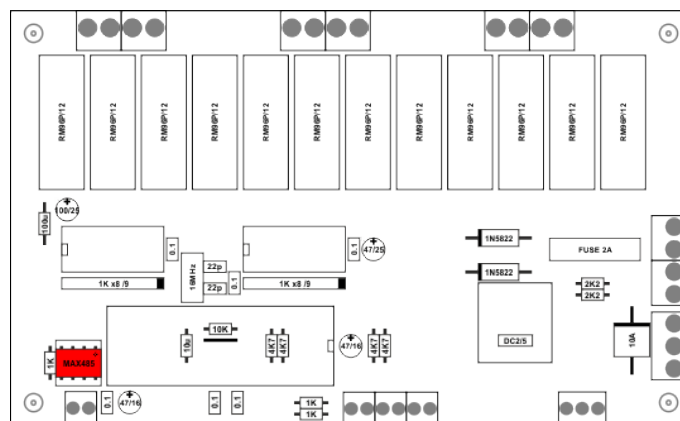 RM96P/12
RM96P/12
RM96P/12
RM96P/12
RM96P/12
RM96P/12
RM96P/12
RM96P/12
RM96P/12
RM96P/12
RM96P/12
RM96P/12
100u
100/25
0.1
47/25
1N5822
FUSE 2A
1K x8 /9
16MHz
22p
22p
0.1
1K x8 /9
1N5822
2K2
2K2
1K
MAX485
10u
10K
4K7
4K7
47/16
4K7
4K7
DC2/5
10A
0.1
47/16
0.1
0.1
1K
1K